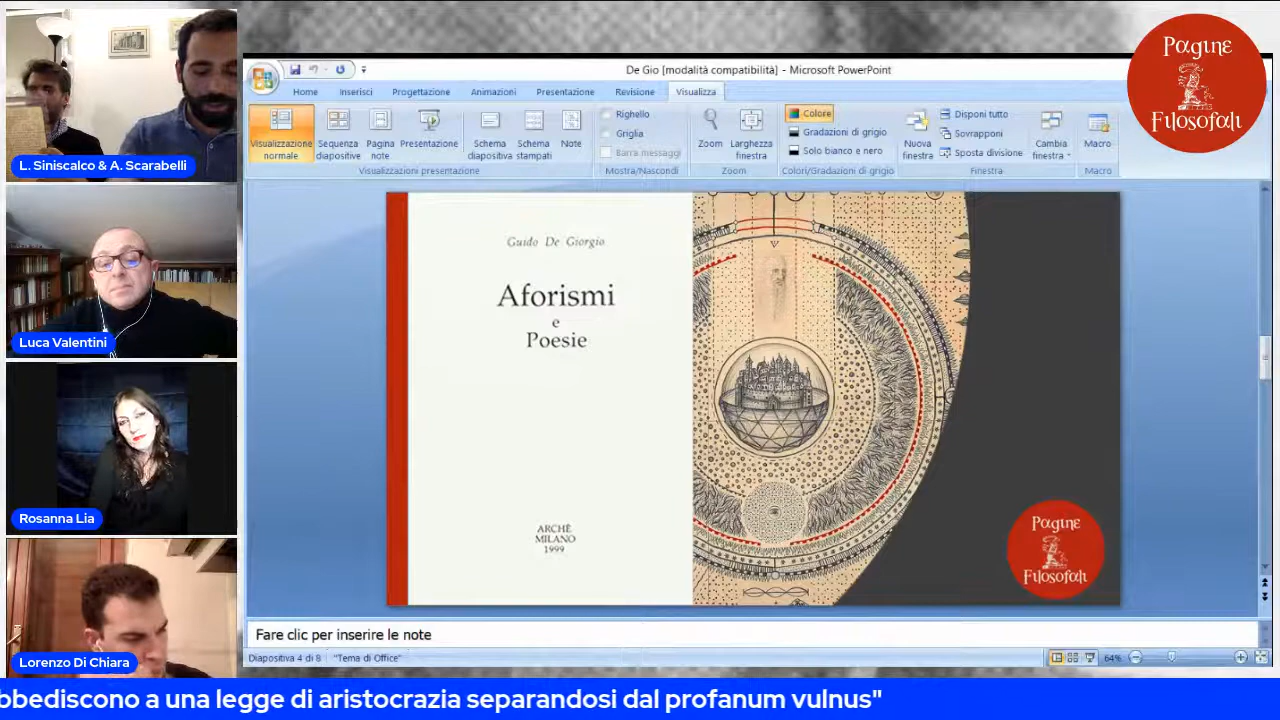 De Gio [modalità compatibilità] - Microsoft PowerPoint
Home Inserisci Progettazione Animazioni Presentazione Revisione Visualizza
Visualizzazione normale
Sequenza diapositive
Pagina note
Presentazione
Schema diapositiva
Schema stampati
Note
Visualizzazioni presentazione
Righello
Griglia
Barra messaggi
Mostra/Nascondi
Zoom
Larghezza finestra
Zoom
Colore
Gradazioni di grigio
Solo bianco e nero
Colori/Gradazioni di grigio
Nuova finestra
Disponi tutto
Sovrapponi
Sposta divisione
Cambia finestra
Finestra
Macro
Macro
Pagine
Filosofali
L. Siniscalco & A. Scarabelli
Luca Valentini
Rosanna Lia
Lorenzo Di Chiara
Guido De Giorgio
Aforismi
e
Poesie
ARCHÈ
MILANO
1999
Pagine
Filosofali
Fare clic per inserire le note
Diapositiva 4 di 8 "Tema di Office"
64%
bbediscono a una legge di aristocrazia separandosi dal profanum vulnus"